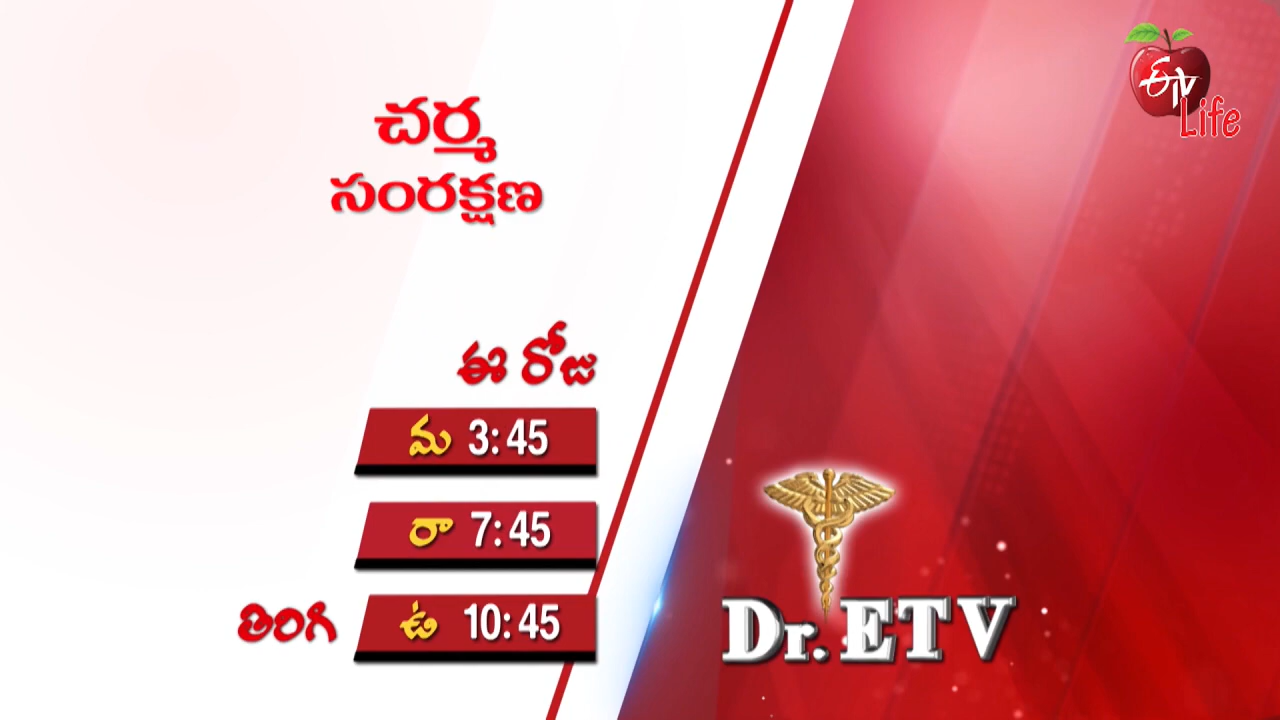 ETV
Life
చర్మ
సంరక్షణ
ఈ రోజు
మ 3:45
రా 7:45
తిరిగి ఉ 10:45
Dr. ETV